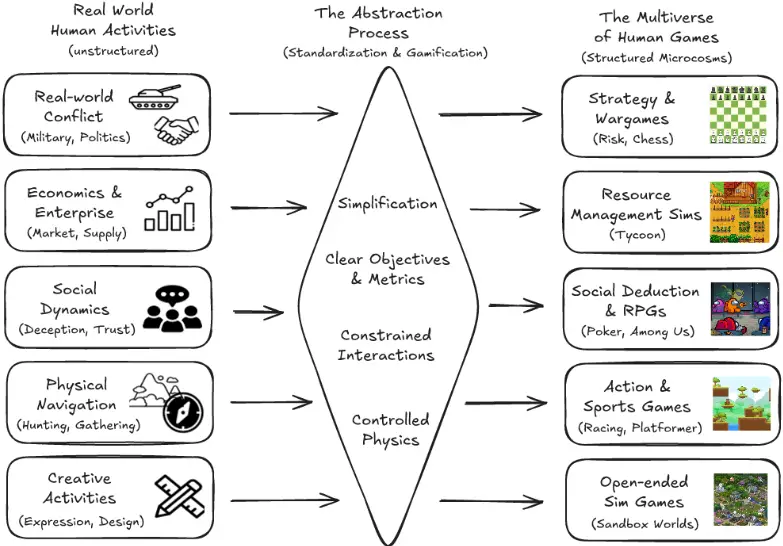 Real World
Human Activities
(unstructured)
The Abstraction
Process
(Standardization & Gamification)
The Multiverse
of Human Games
(Structured Microcosms)
Real-world
Conflict
(Military, Politics)
Economics &
Enterprise
(Market, Supply)
Social
Dynamics
(Deception, Trust)
Physical
Navigation
(Hunting, Gathering)
Creative
Activities
(Expression, Design)
Simplification
Clear Objectives
& Metrics
Constrained
Interactions
Controlled
Physics
Strategy &
Wargames
(Risk, Chess)
Resource
Management Sims
(Tycoon)
Social Deduction
& RPGs
(Poker, Among Us)
Action &
Sports Games
(Racing, Platformer)
Open-ended
Sim Games
(Sandbox Worlds)